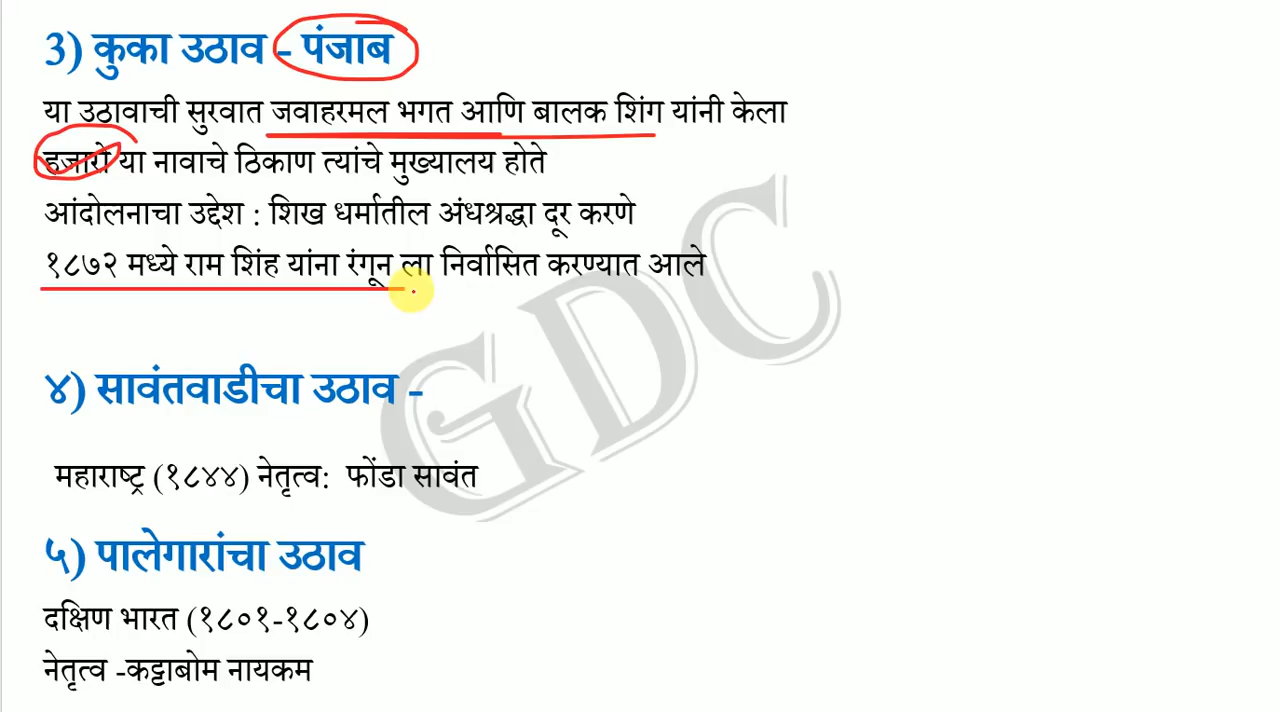 3) कुका उठाव - पंजाब
या उठावाची सुरवात जवाहरमल भगत आणि बालक शिंग यांनी केला
हजारो या नावाचे ठिकाण त्यांचे मुख्यालय होते
आंदोलनाचा उद्देश : शिख धर्मातील अंधश्रद्धा दूर करणे
१८७२ मध्ये राम शिंह यांना रंगून ला निर्वासित करण्यात आले
४) सावंतवाडीचा उठाव -
महाराष्ट्र (१८४४) नेतृत्व: फोंडा सावंत
५) पालेगारांचा उठाव
दक्षिण भारत (१८०१-१८०४)
नेतृत्व -कट्टाबोम नायकम
GDC